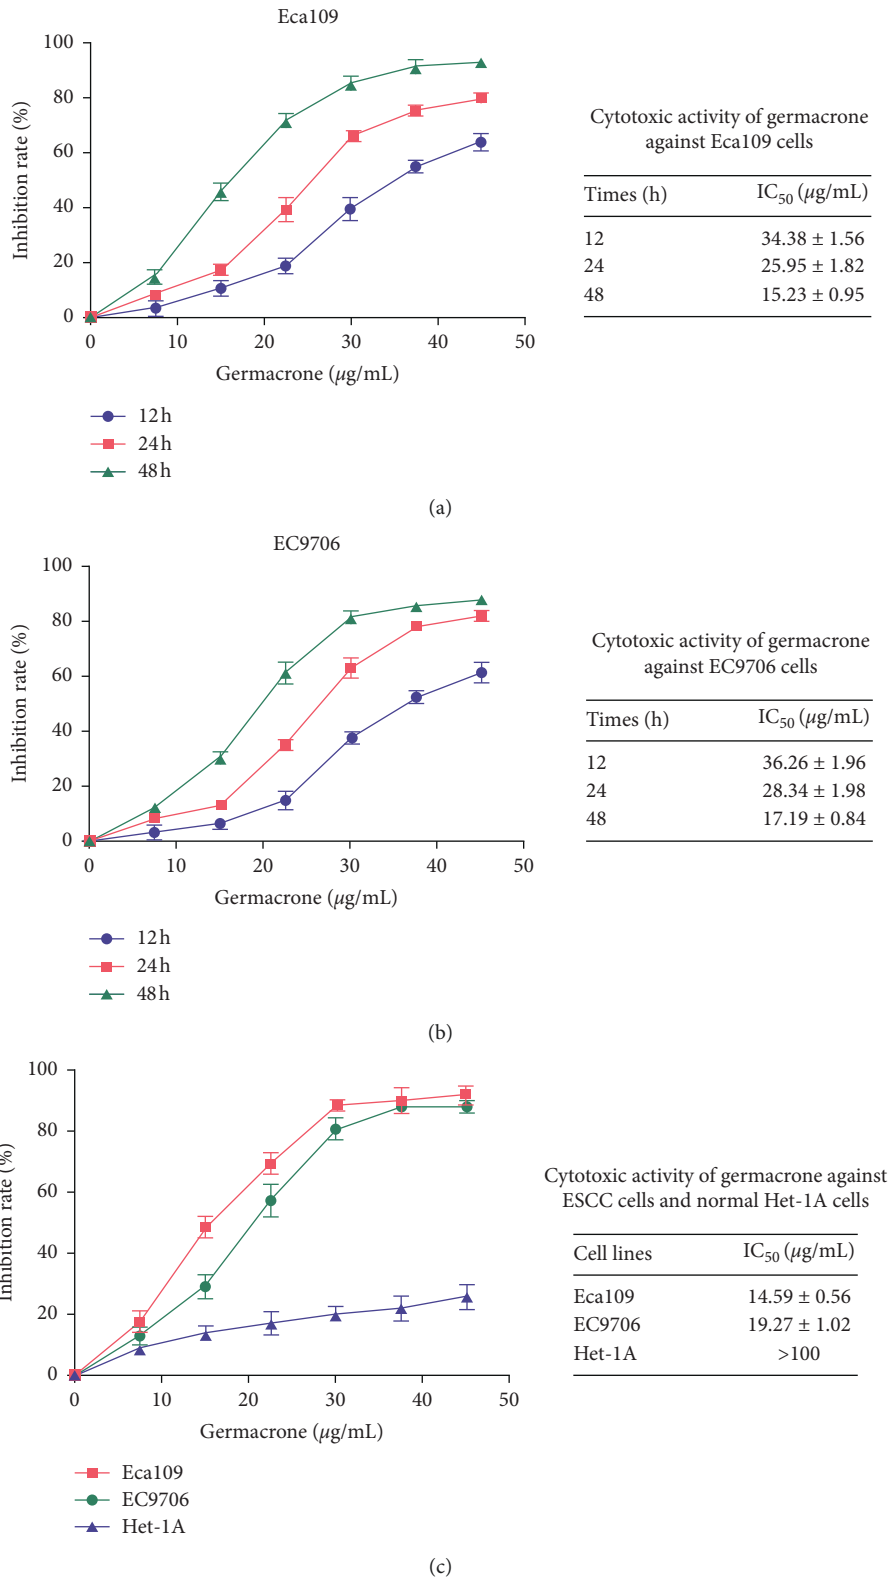 Eca109
Inhibition rate (%)
100
80
60
40
20
0
0 10 20 30 40 50
Germacrone (μg/mL)
12 h
24 h
48 h
Cytotoxic activity of germacrone
against Eca109 cells
Times (h) IC50 (μg/mL)
12 34.38 ± 1.56
24 25.95 ± 1.82
48 15.23 ± 0.95
(a)
EC9706
Inhibition rate (%)
100
80
60
40
20
0
0 10 20 30 40 50
Germacrone (μg/mL)
12 h
24 h
48 h
Cytotoxic activity of germacrone
against EC9706 cells
Times (h) IC50 (μg/mL)
12 36.26 ± 1.96
24 28.34 ± 1.98
48 17.19 ± 0.84
(b)
Inhibition rate (%)
100
80
60
40
20
0
0 10 20 30 40 50
Germacrone (μg/mL)
Eca109
EC9706
Het-1A
Cytotoxic activity of germacrone against
ESCC cells and normal Het-1A cells
Cell lines IC50 (μg/mL)
Eca109 14.59 ± 0.56
EC9706 19.27 ± 1.02
Het-1A >100
(c)